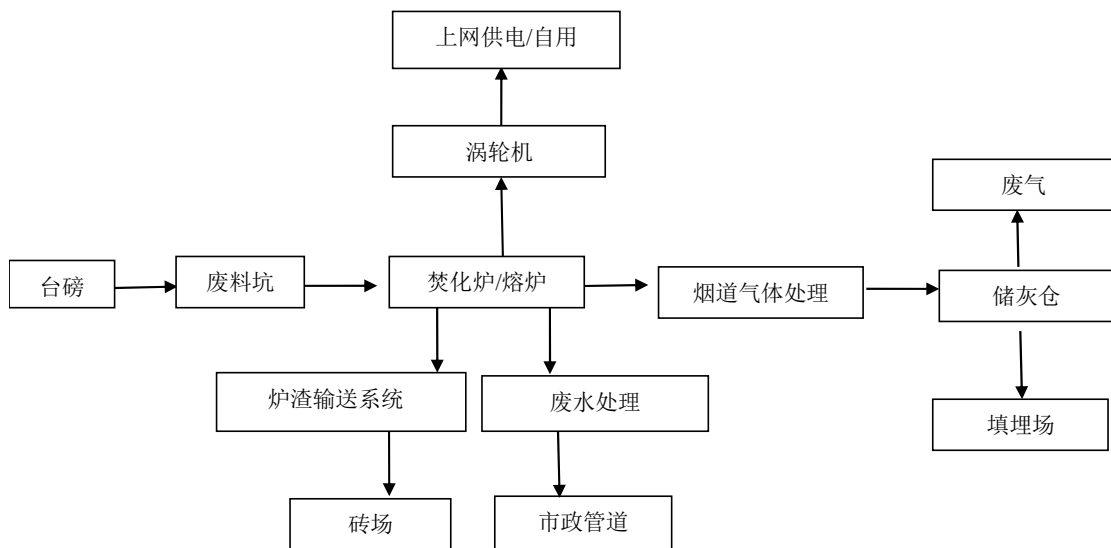 上网供电/自用
涡轮机
废气
台磅
废料坑
焚化炉/熔炉
烟道气体处理
储灰仓
炉渣输送系统
废水处理
填埋场
砖场
市政管道